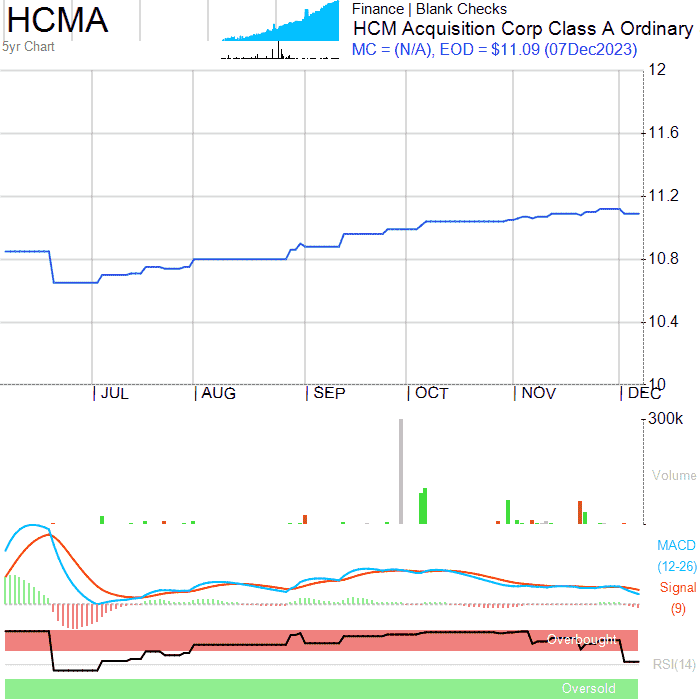 HCMA
5yr Chart
Finance | Blank Checks
HCM Acquisition Corp Class A Ordinary
MC = (N/A), EOD = $11.09 (07Dec2023)
12
11.6
11.2
10.8
10.4
10
JUL AUG SEP OCT NOV DEC
300k
Volume
MACD
(12-26)
Signal
(9)
Overbought
RSI(14)
Oversold